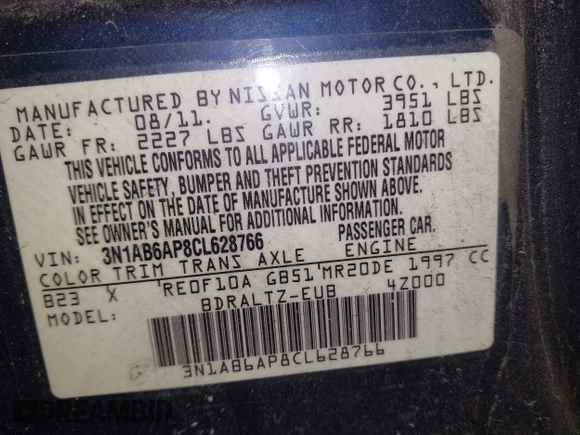 MANUFACTURED BY NISSAN MOTOR CO., LTD.
DATE: 08/11. GVWR: 3951 LBS
GAWR FR: 2227 LBS GAWR RR: 1810 LBS
THIS VEHICLE CONFORMS TO ALL APPLICABLE FEDERAL MOTOR
VEHICLE SAFETY, BUMPER AND THEFT PREVENTION STANDARDS
IN EFFECT ON THE DATE OF MANUFACTURE SHOWN ABOVE.
SEE OWNER'S MANUAL FOR ADDITIONAL INFORMATION.
VIN: 3N1AB6AP8CL628766 PASSENGER CAR.
COLOR TRIM TRANS AXLE ENGINE
B23 X RE0F10A GB51 MR20DE 1997 CC
MODEL: BDRALTZ-EUB 4Z000
3N1AB6AP8CL628766
DREAMBID